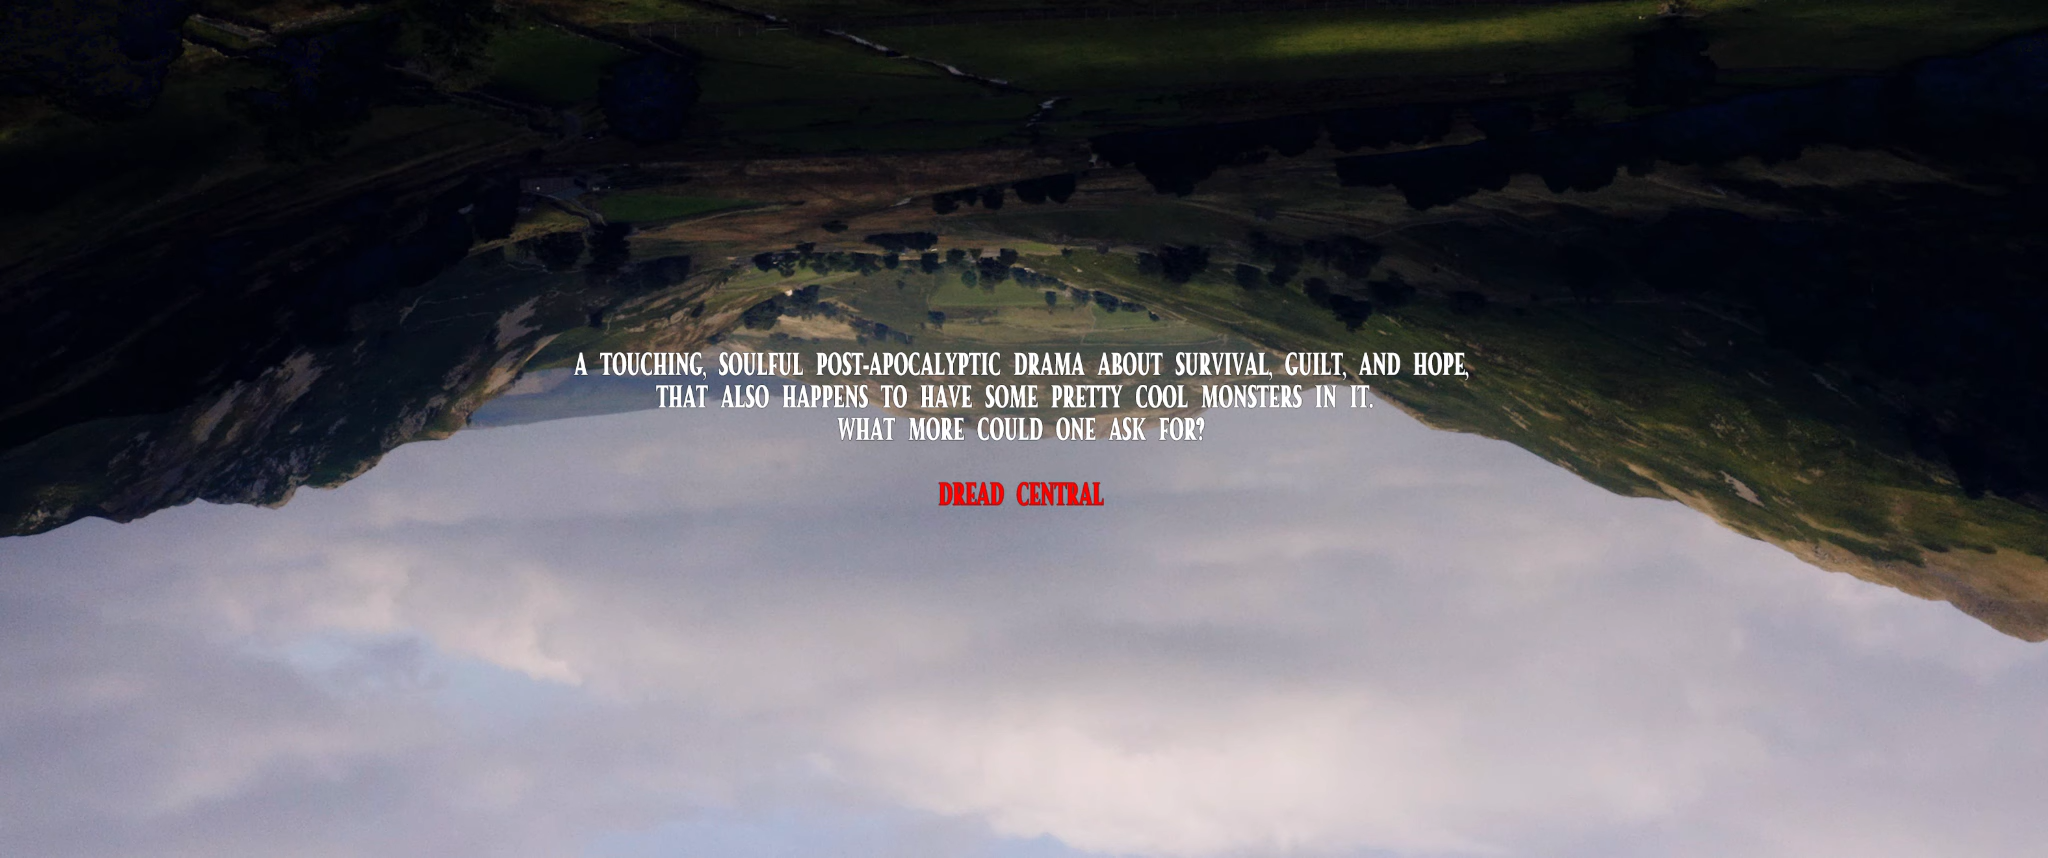 A TOUCHING, SOULFUL POST-APOCALYPTIC DRAMA ABOUT SURVIVAL, GUILT, AND HOPE,
THAT ALSO HAPPENS TO HAVE SOME PRETTY COOL MONSTERS IN IT.
WHAT MORE COULD ONE ASK FOR?
DREAD CENTRAL